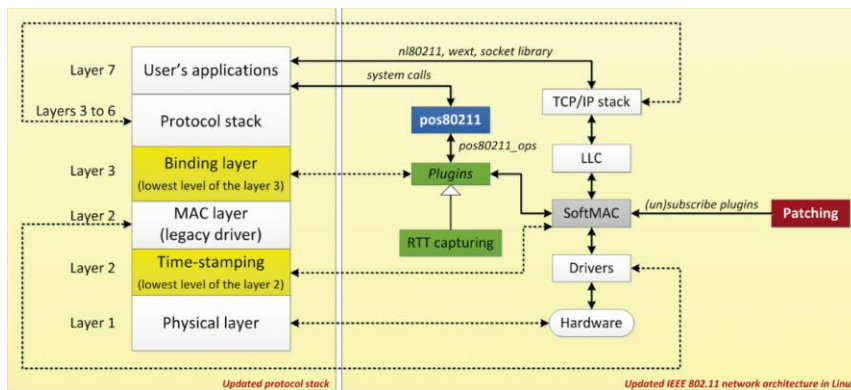 nl80211, wext, socket library
Layer 7
User's applications
system calls
TCP/IP stack
Layers 3 to 6
Protocol stack
pos80211
pos80211_ops
LLC
Layer 3
Binding layer
(lowest level of the layer 3)
Plugins
(un)subscribe plugins
Layer 2
MAC layer
(legacy driver)
SoftMAC
Patching
RTT capturing
Layer 2
Time-stamping
(lowest level of the layer 2)
Drivers
Layer 1
Physical layer
Hardware
Updated protocol stack
Updated IEEE 802.11 network architecture in Linu